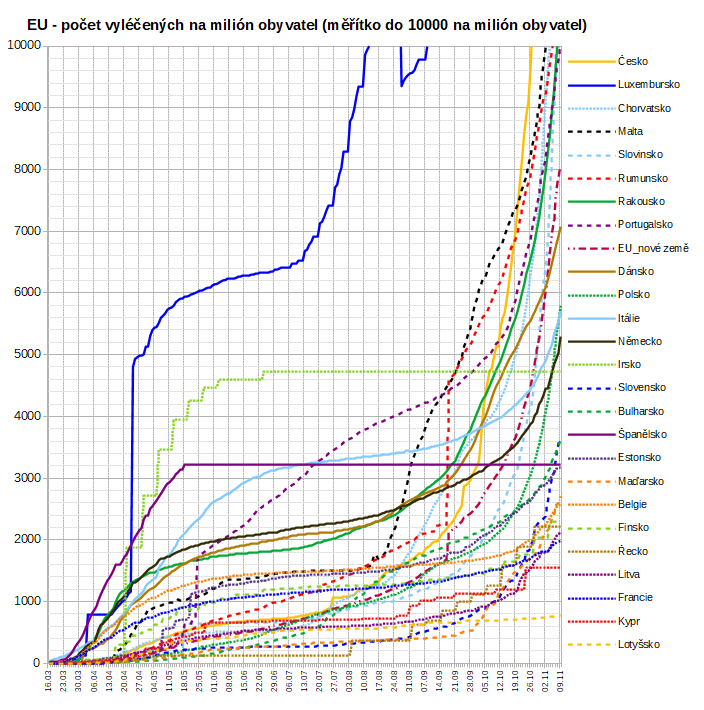 EU - počet vyléčených na milión obyvatel (měřítko do 10000 na milión obyvatel)
10000
9000
8000
7000
6000
5000
4000
3000
2000
1000
0
16.03 23.03 30.03 06.04 13.04 20.04 27.04 04.05 11.05 18.05 25.05 01.06 08.06 15.06 22.06 29.06 06.07 13.07 20.07 27.07 03.08 10.08 17.08 24.08 31.08 07.09 14.09 21.09 28.09 05.10 12.10 19.10 26.10 02.11 09.11
Česko
Luxembursko
Chorvatsko
Malta
Slovinsko
Rumunsko
Rakousko
Portugalsko
EU_nové země
Dánsko
Polsko
Itálie
Německo
Irsko
Slovensko
Bulharsko
Španělsko
Estonsko
Maďarsko
Belgie
Finsko
Řecko
Litva
Francie
Kypr
Lotyšsko